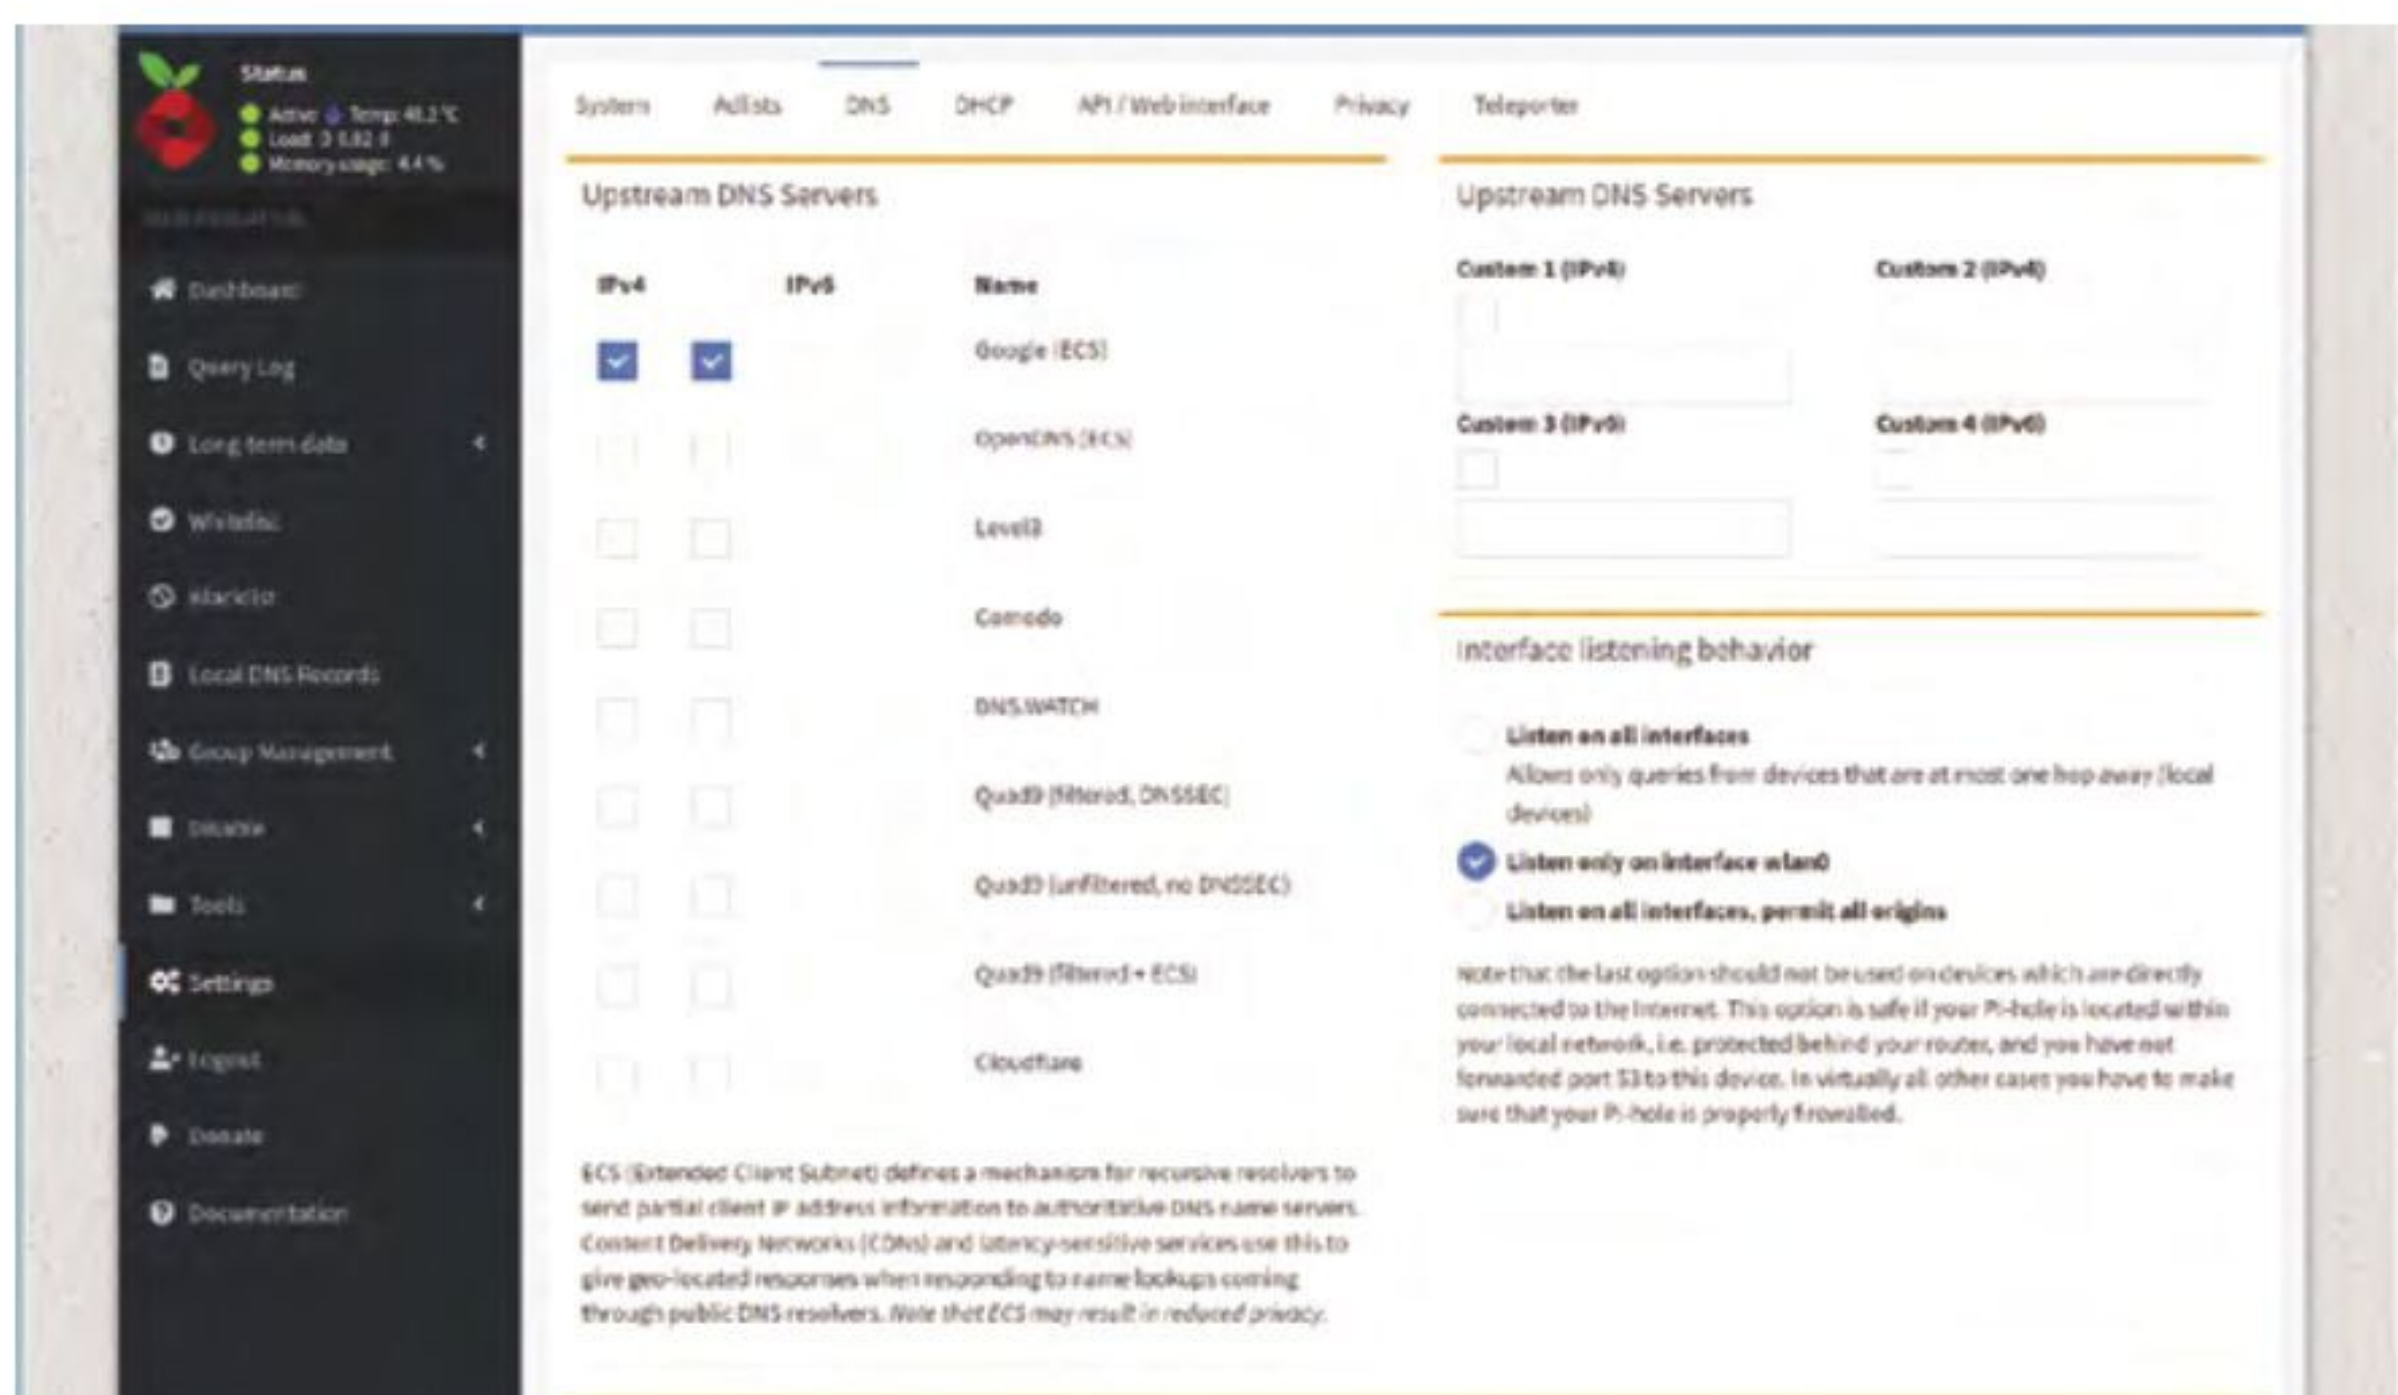 Status
Active Temp: 48.2 °C
Load:
Memory usage: 4.4 %
Dashboard
Query Log
Long term data
Whitelist
Blacklist
Local DNS Records
Group Management
Disable
Tools
Settings
Logout
Donate
Documentation
System Adlists DNS DHCP API / Web interface Privacy Teleporter
Upstream DNS Servers
IPv4 IPv6 Name
Google (ECS)
OpenDNS (ECS)
Level3
Comodo
DNS.WATCH
Quad9 (filtered, DNSSEC)
Quad9 (unfiltered, no DNSSEC)
Quad9 (filtered + ECS)
Cloudflare
ECS (Extended Client Subnet) defines a mechanism for recursive resolvers to
send partial client IP address information to authoritative DNS name servers.
Content Delivery Networks (CDNs) and latency-sensitive services use this to
give geo-located responses when responding to name lookups coming
through public DNS resolvers. Note that ECS may result in reduced privacy.
Upstream DNS Servers
Custom 1 (IPv4) Custom 2 (IPv4)
Custom 3 (IPv6) Custom 4 (IPv6)
Interface listening behavior
Listen on all interfaces
Allows only queries from devices that are at most one hop away (local
devices)
Listen only on interface wlan0
Listen on all interfaces, permit all origins
Note that the last option should not be used on devices which are directly
connected to the Internet. This option is safe if your Pi-hole is located within
your local network, i.e. protected behind your router, and you have not
forwarded port 53 to this device. In virtually all other cases you have to make
sure that your Pi-hole is properly firewalled.